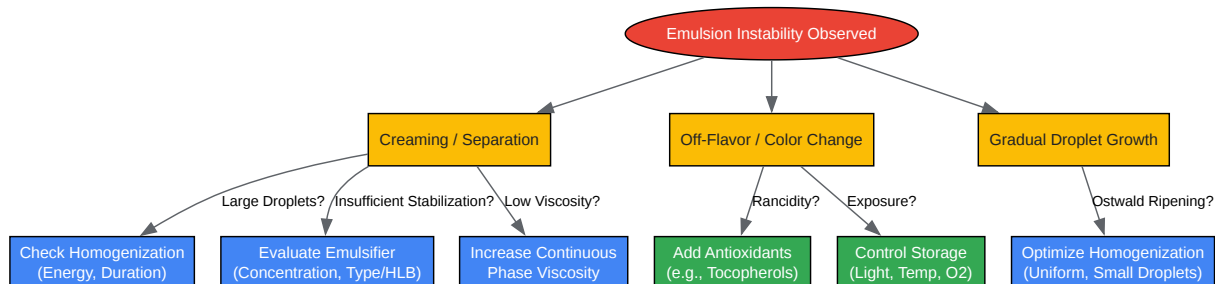 Emulsion Instability Observed
Creaming / Separation
Off-Flavor / Color Change
Gradual Droplet Growth
Large Droplets?
Insufficient Stabilization?
Low Viscosity?
Rancidity?
Exposure?
Ostwald Ripening?
Check Homogenization
(Energy, Duration)
Evaluate Emulsifier
(Concentration, Type/HLB)
Increase Continuous
Phase Viscosity
Add Antioxidants
(e.g., Tocopherols)
Control Storage
(Light, Temp, O2)
Optimize Homogenization
(Uniform, Small Droplets)